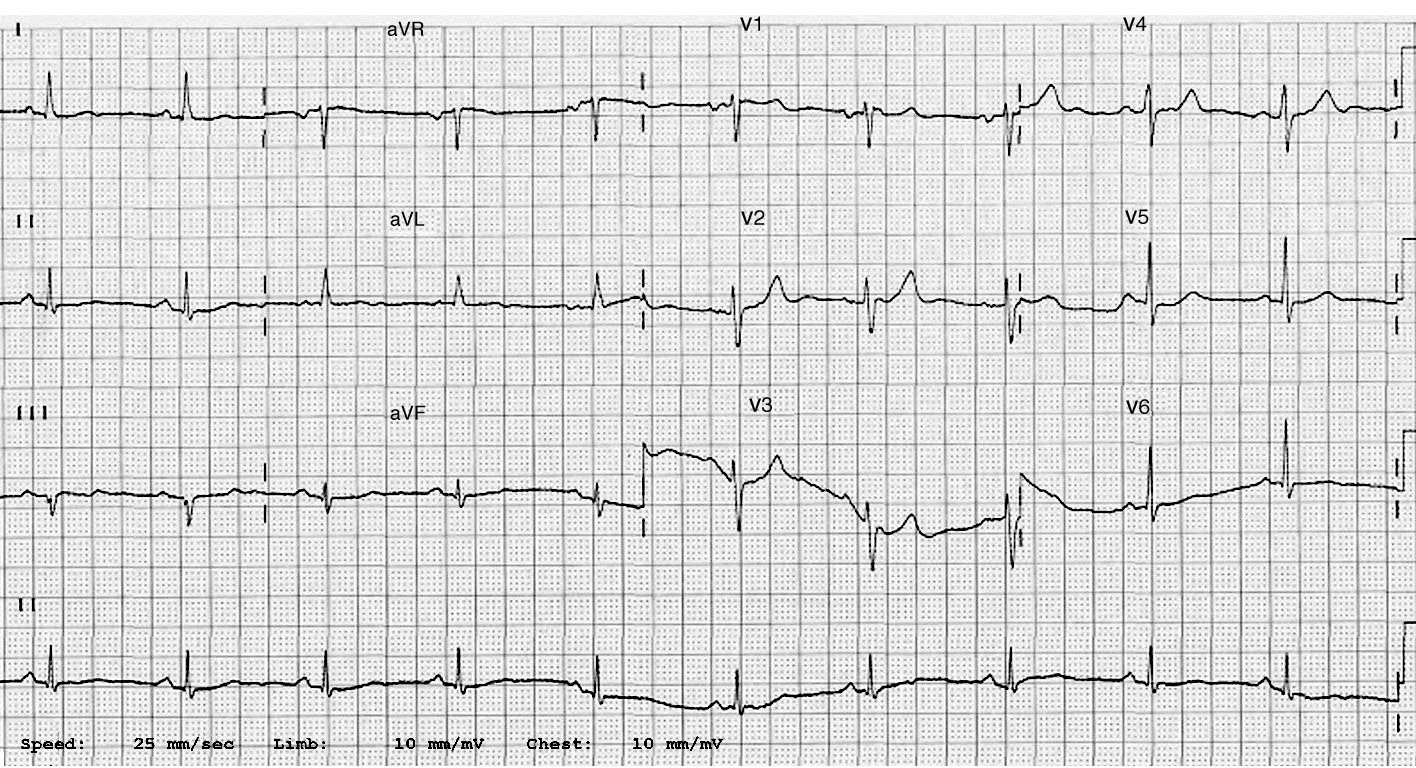 I aVR V1 V4
II aVL V2 V5
III aVF V3 V6
II
Speed: 25 mm/sec Limb: 10 mm/mV Chest: 10 mm/mV